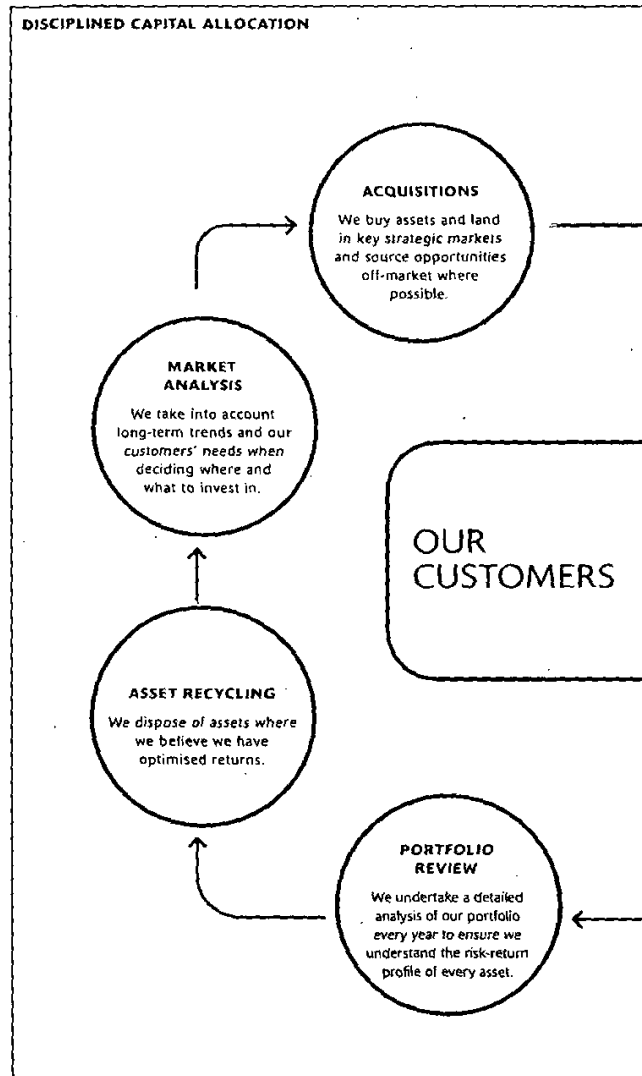 DISCIPLINED CAPITAL ALLOCATION
ACQUISITIONS
We buy assets and land
in key strategic markets
and source opportunities
off-market where
possible.
MARKET
ANALYSIS
We take into account
long-term trends and our
customers' needs when
deciding where and
what to invest in.
OUR
CUSTOMERS
ASSET RECYCLING
We dispose of assets where
we believe we have
optimised returns.
PORTFOLIO
REVIEW
We undertake a detailed
analysis of our portfolio
every year to ensure we
understand the risk-return
profile of every asset.